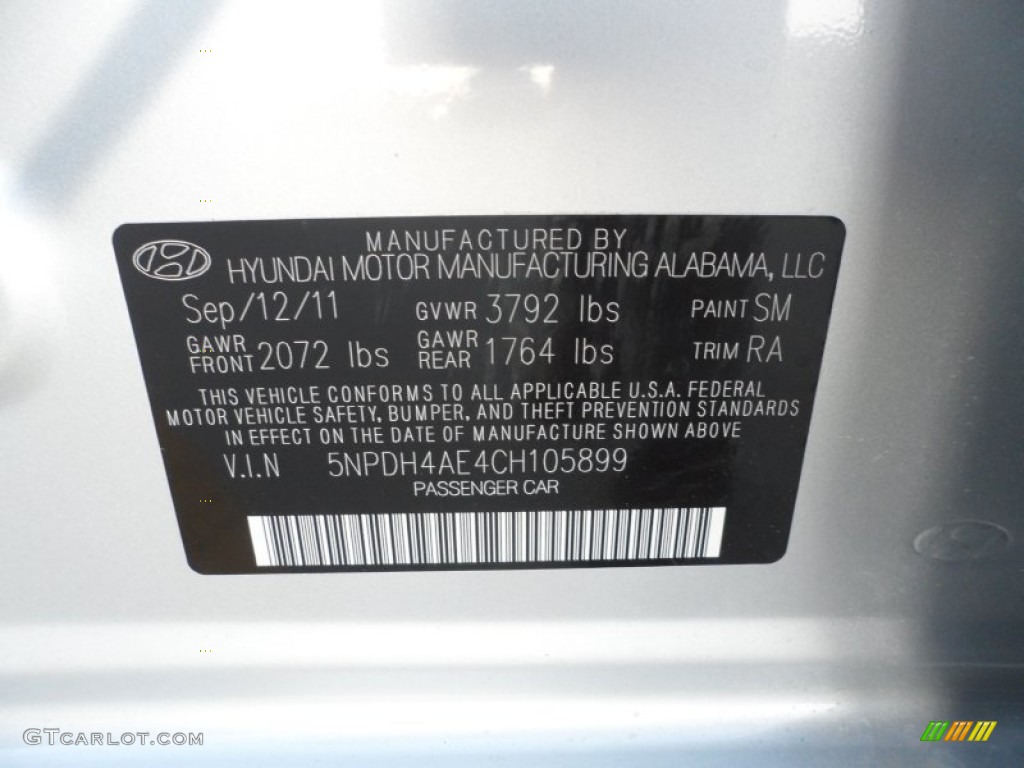 MANUFACTURED BY
HYUNDAI MOTOR MANUFACTURING ALABAMA, LLC
Sep/12/11 GVWR 3792 lbs PAINT SM
GAWR FRONT 2072 lbs GAWR REAR 1764 lbs TRIM RA
THIS VEHICLE CONFORMS TO ALL APPLICABLE U.S.A. FEDERAL
MOTOR VEHICLE SAFETY, BUMPER, AND THEFT PREVENTION STANDARDS
IN EFFECT ON THE DATE OF MANUFACTURE SHOWN ABOVE
V.I.N 5NPDH4AE4CH105899
PASSENGER CAR
GTCARLOT.COM